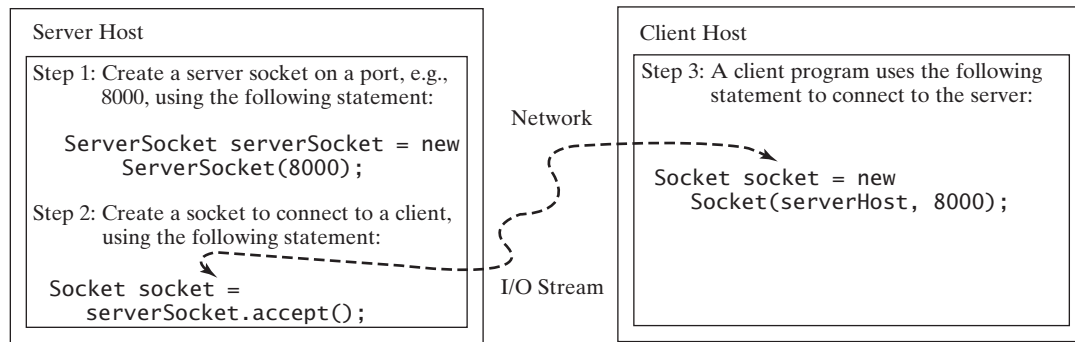 Server Host
Step 1: Create a server socket on a port, e.g.,
8000, using the following statement:
ServerSocket serverSocket = new
ServerSocket(8000);
Step 2: Create a socket to connect to a client,
using the following statement:
Socket socket =
serverSocket.accept();
Network
I/O Stream
Client Host
Step 3: A client program uses the following
statement to connect to the server:
Socket socket = new
Socket(serverHost, 8000);